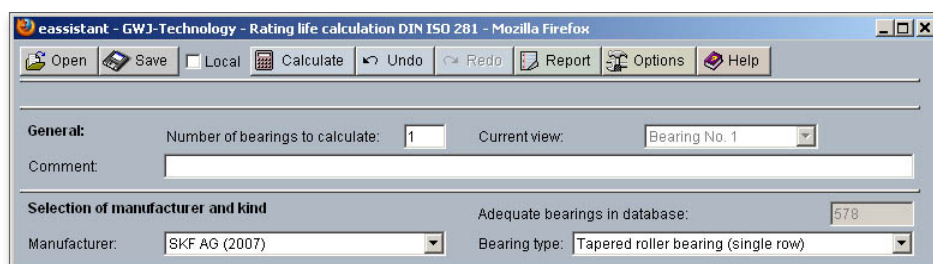 eassistant - GWJ-Technology - Rating life calculation DIN ISO 281 - Mozilla Firefox
Open Save Local Calculate Undo Redo Report Options Help
General: Number of bearings to calculate: 1 Current view: Bearing No. 1
Comment:
Selection of manufacturer and kind Adequate bearings in database: 578
Manufacturer: SKF AG (2007) Bearing type: Tapered roller bearing (single row)